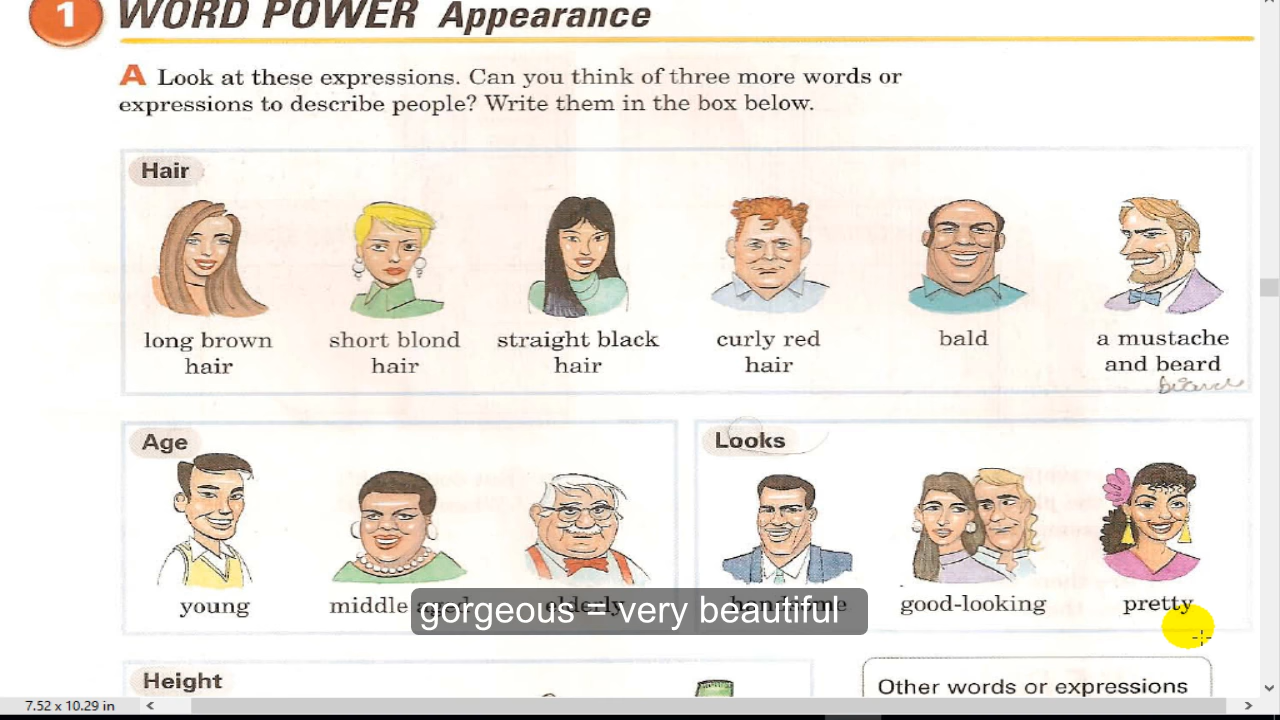 1 WORD POWER Appearance
A Look at these expressions. Can you think of three more words or
expressions to describe people? Write them in the box below.
Hair
long brown
hair
short blond
hair
straight black
hair
curly red
hair
bald
a mustache
and beard
Age
young
middle aged
elderly
Looks
handsome
good-looking
pretty
gorgeous = very beautiful
Height
Other words or expressions
7.52 x 10.29 in